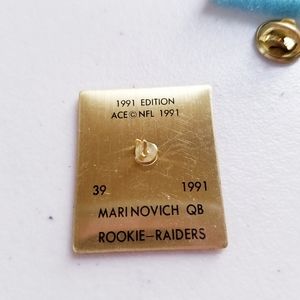 1991 EDITION
ACE © NFL 1991
39 1991
MARINOVICH QB
ROOKIE-RAIDERS